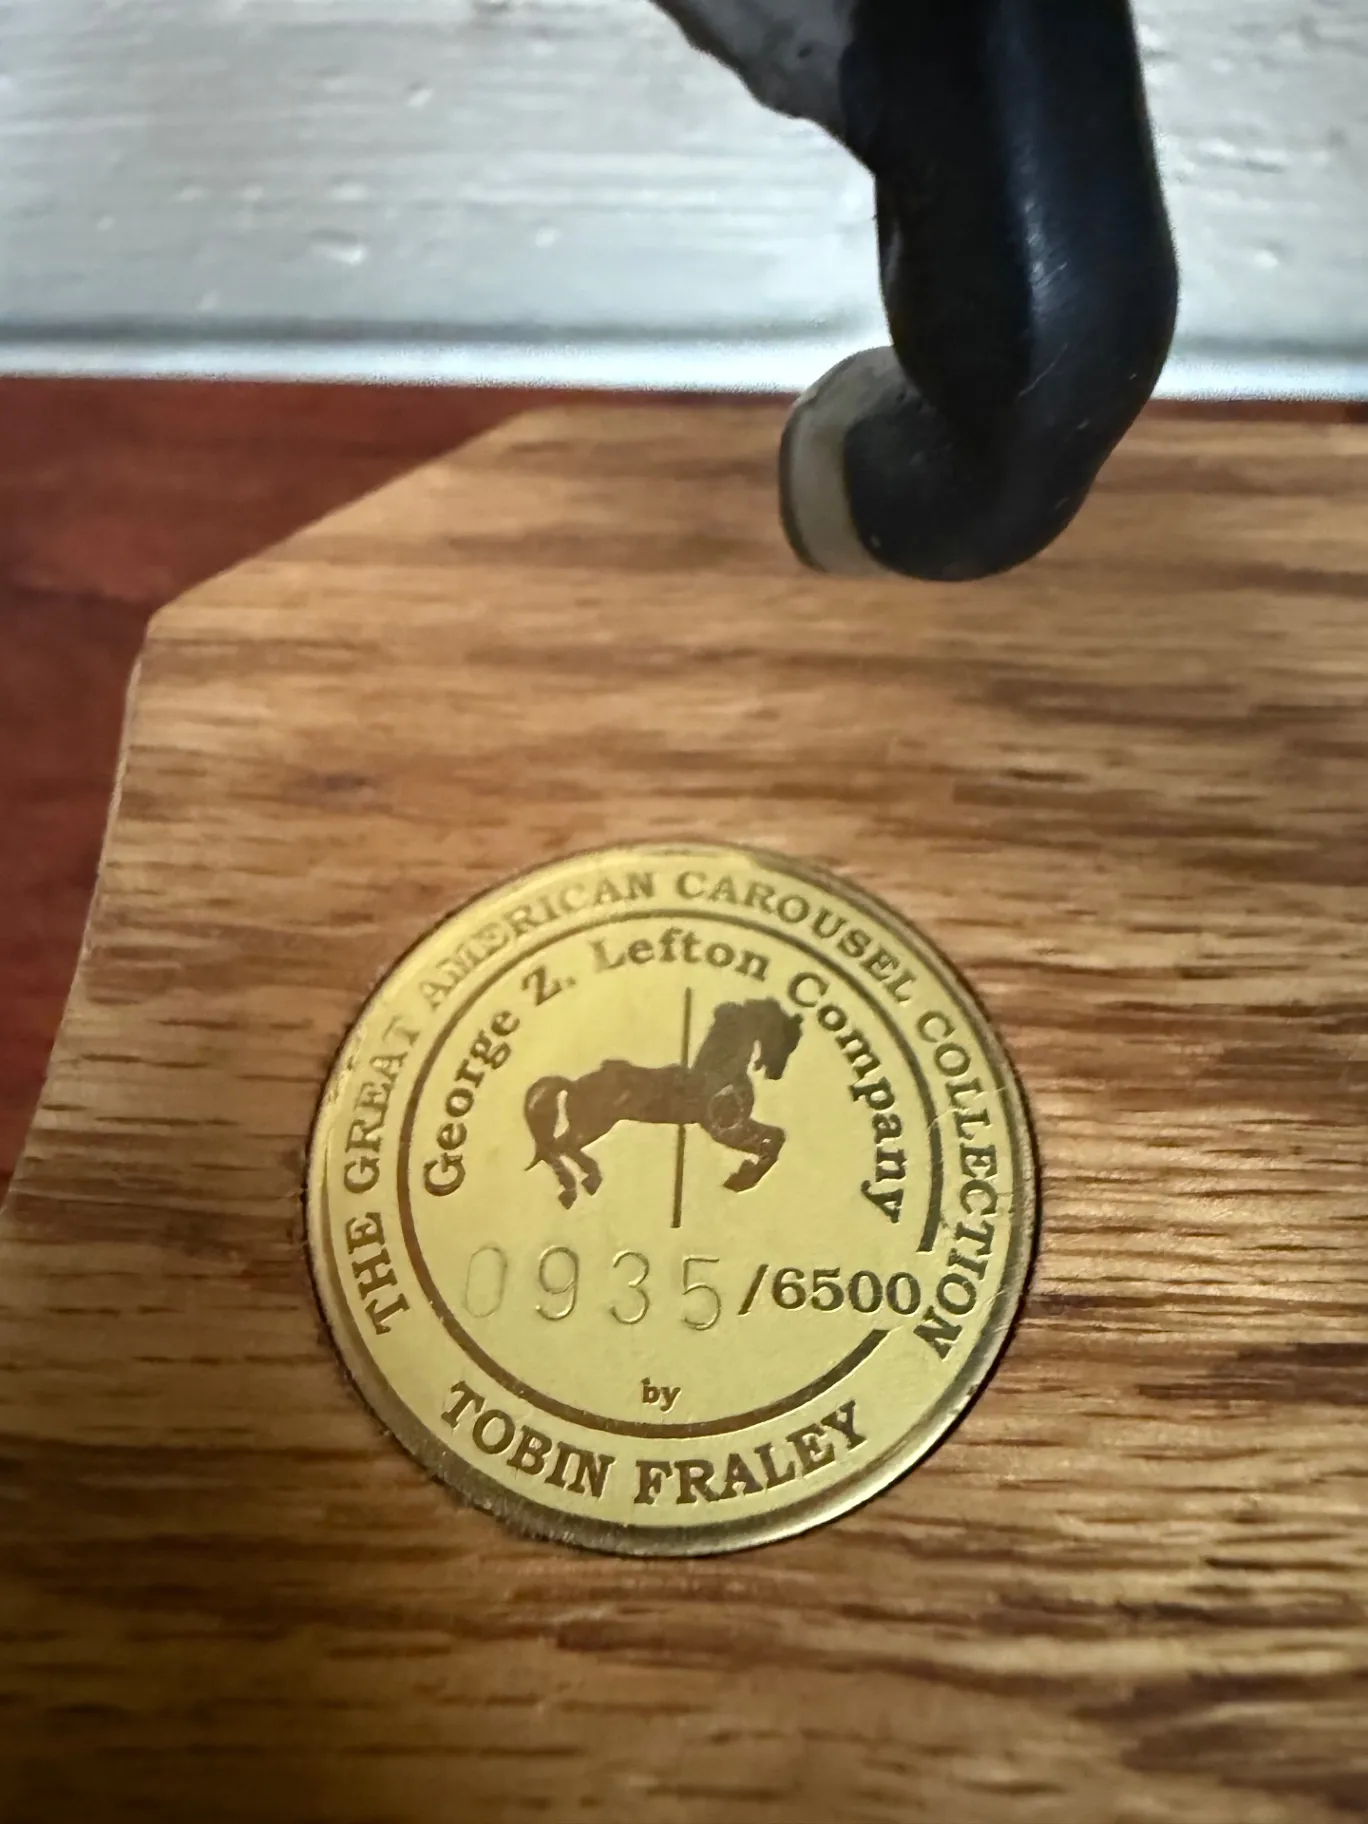 THE GREAT AMERICAN CAROUSEL COLLECTION
George Z. Lefton Company
0935/6500
by
TOBIN FRALEY